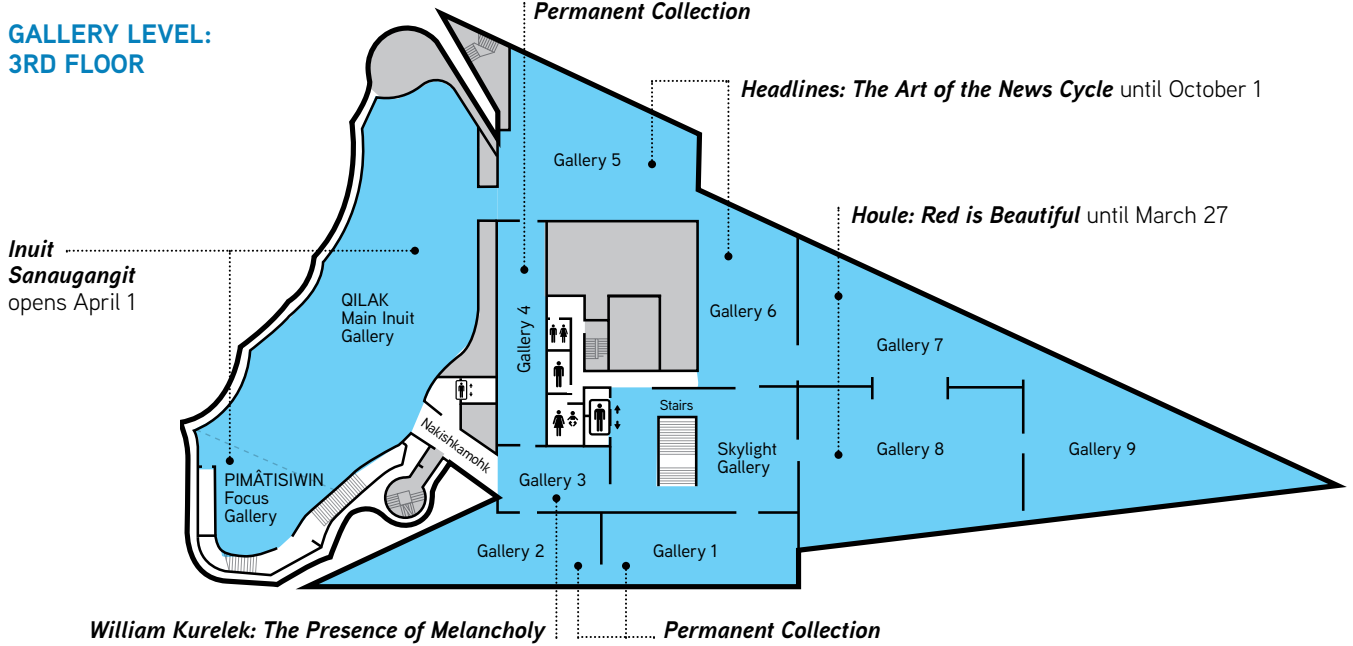 GALLERY LEVEL:
3RD FLOOR
Permanent Collection
Headlines: The Art of the News Cycle until October 1
Gallery 5
Houle: Red is Beautiful until March 27
Inuit
Sanaugangit
opens April 1
QILAK
Main Inuit
Gallery
Gallery 4
Gallery 6
Gallery 7
Stairs
Nakishkamohk
Skylight
Gallery
Gallery 8
Gallery 9
PIMÂTISIWIN
Focus
Gallery
Gallery 3
Gallery 2
Gallery 1
William Kurelek: The Presence of Melancholy
Permanent Collection